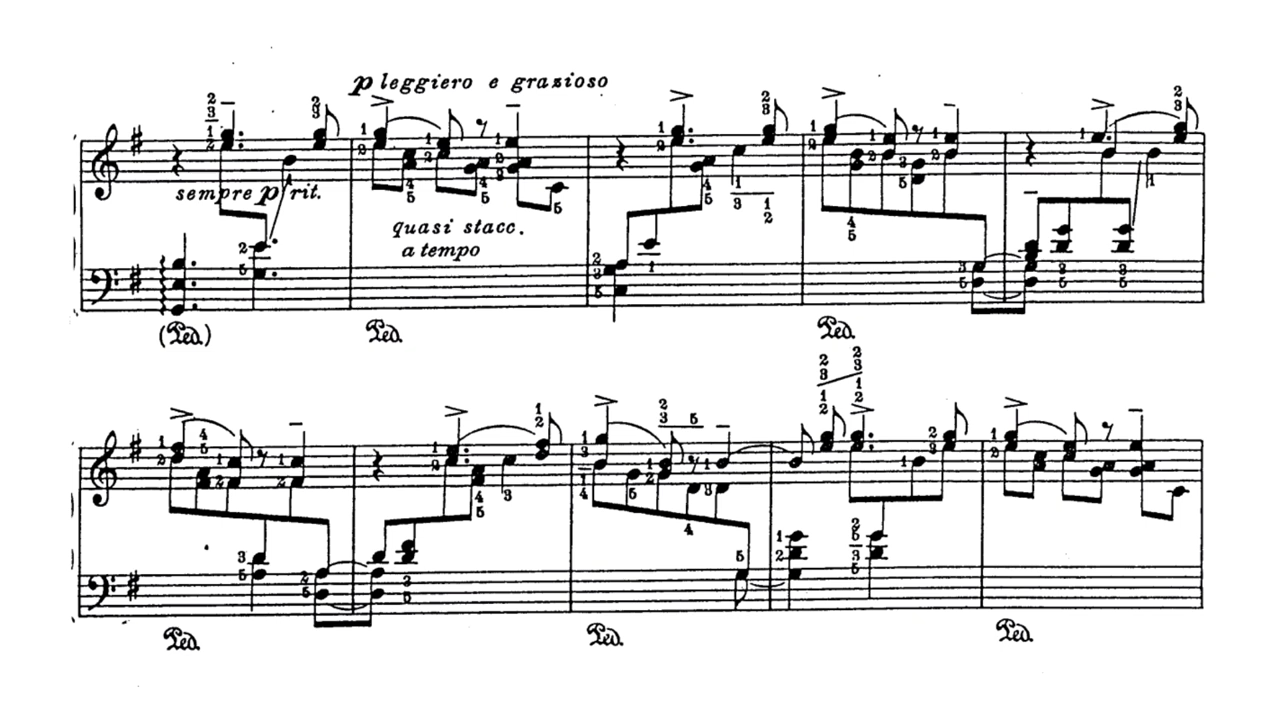 p leggiero e grazioso
sempre p rit.
quasi stacc.
a tempo
(Ped.) Ped. Ped.
Ped. Ped. Ped.